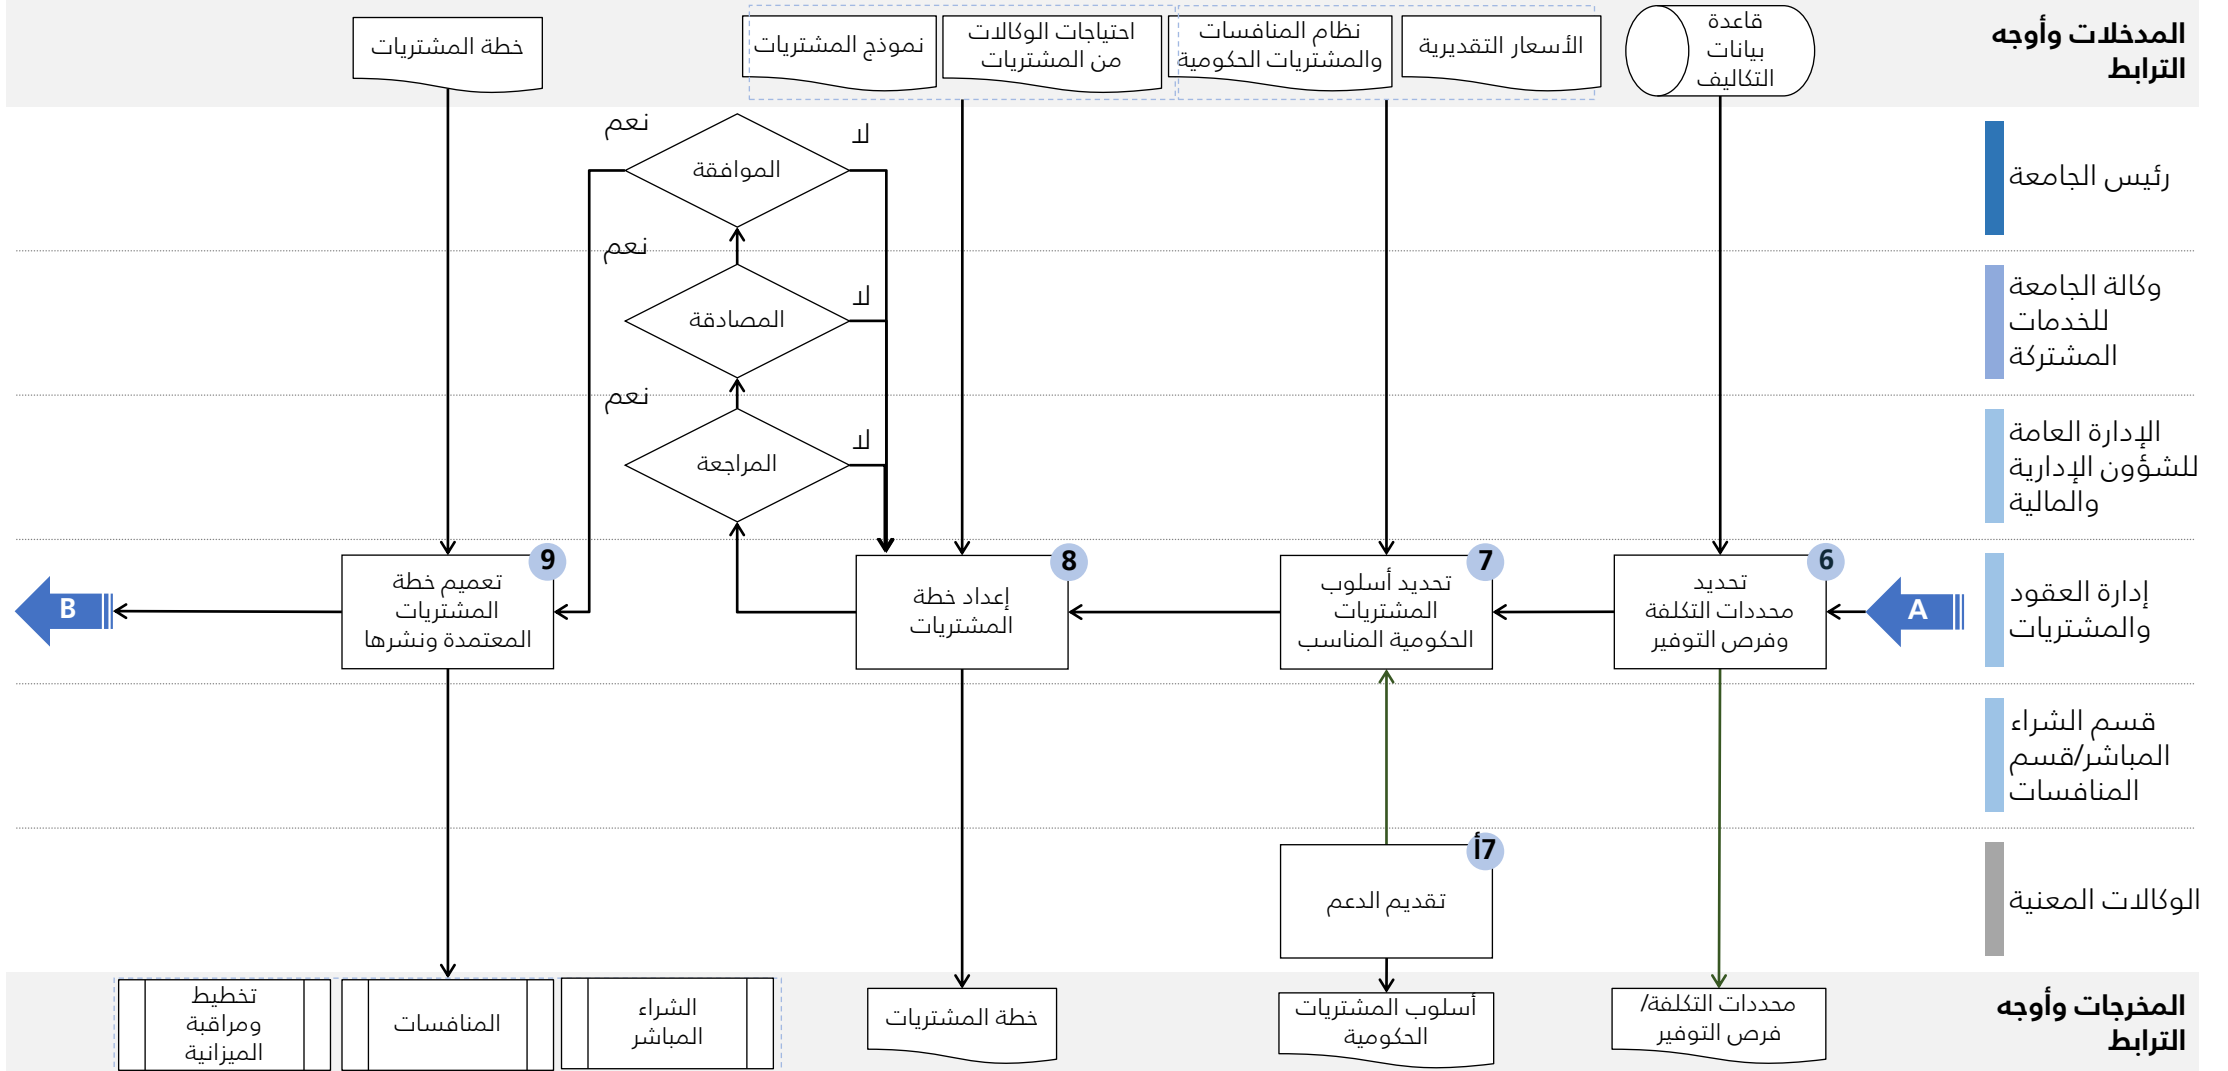 المدخلات وأوجه
الترابط
قاعدة
بيانات
التكاليف
الأسعار التقديرية
نظام المنافسات
والمشتريات الحكومية
احتياجات الوكالات
من المشتريات
نموذج المشتريات
خطة المشتريات
رئيس الجامعة
لا
الموافقة
نعم
وكالة الجامعة
للخدمات
المشتركة
لا
المصادقة
نعم
الإدارة العامة
للشؤون الإدارية
والمالية
لا
المراجعة
نعم
إدارة العقود
والمشتريات
A
6
تحديد
محددات التكلفة
وفرص التوفير
7
تحديد أسلوب
المشتريات
الحكومية المناسب
8
إعداد خطة
المشتريات
9
تعميم خطة
المشتريات
المعتمدة ونشرها
B
قسم الشراء
المباشر/قسم
المنافسات
الوكالات المعنية
7أ
تقديم الدعم
المخرجات وأوجه
الترابط
محددات التكلفة/
فرص التوفير
أسلوب المشتريات
الحكومية
خطة المشتريات
الشراء
المباشر
المنافسات
تخطيط
ومراقبة
الميزانية